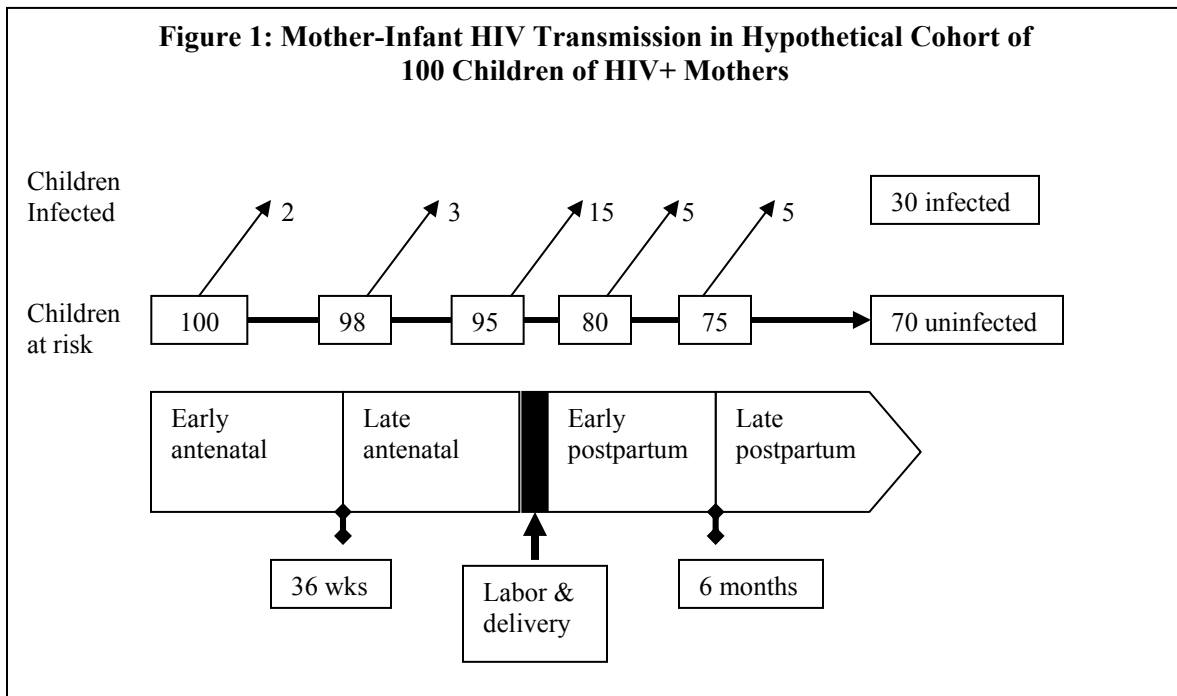 Figure 1: Mother-Infant HIV Transmission in Hypothetical Cohort of
100 Children of HIV+ Mothers
Children
Infected
2
3
15
5
5
30 infected
Children
at risk
100
98
95
80
75
70 uninfected
Early
antenatal
Late
antenatal
Early
postpartum
Late
postpartum
36 wks
Labor &
delivery
6 months